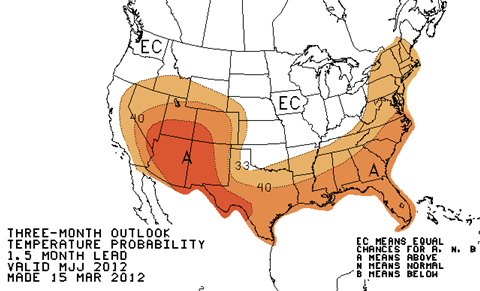 EC
40
EC
A
33
40
A
THREE-MONTH OUTLOOK
TEMPERATURE PROBABILITY
1.5 MONTH LEAD
VALID MJJ 2012
MADE 15 MAR 2012
EC MEANS EQUAL
CHANCES FOR A, N, B
A MEANS ABOVE
N MEANS NORMAL
B MEANS BELOW